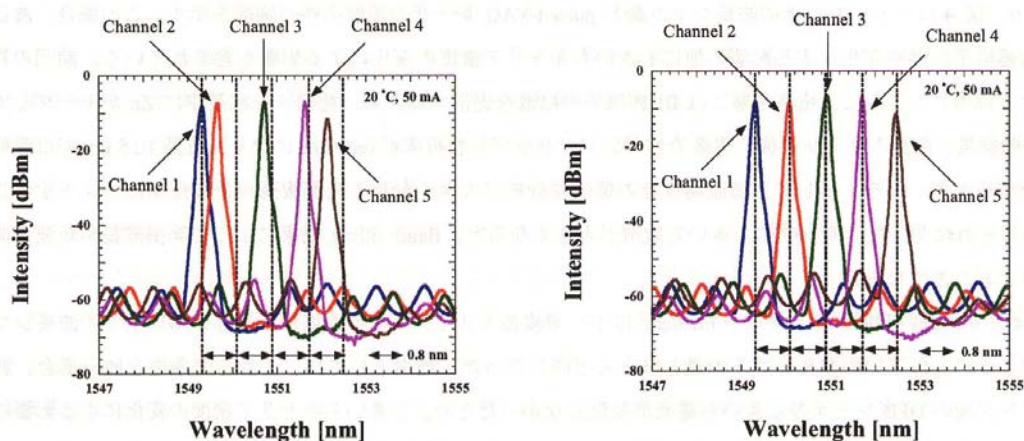 Channel 2
Channel 3
Channel 4
Channel 1
Channel 5
20 °C, 50 mA
0
-20
-40
-60
-80
Intensity [dBm]
0.8 nm
1547
1549
1551
1553
1555
Wavelength [nm]
Channel 3
Channel 2
Channel 4
Channel 1
Channel 5
20 °C, 50 mA
0
-20
-40
-60
-80
Intensity [dBm]
0.8 nm
1547
1549
1551
1553
1555
Wavelength [nm]